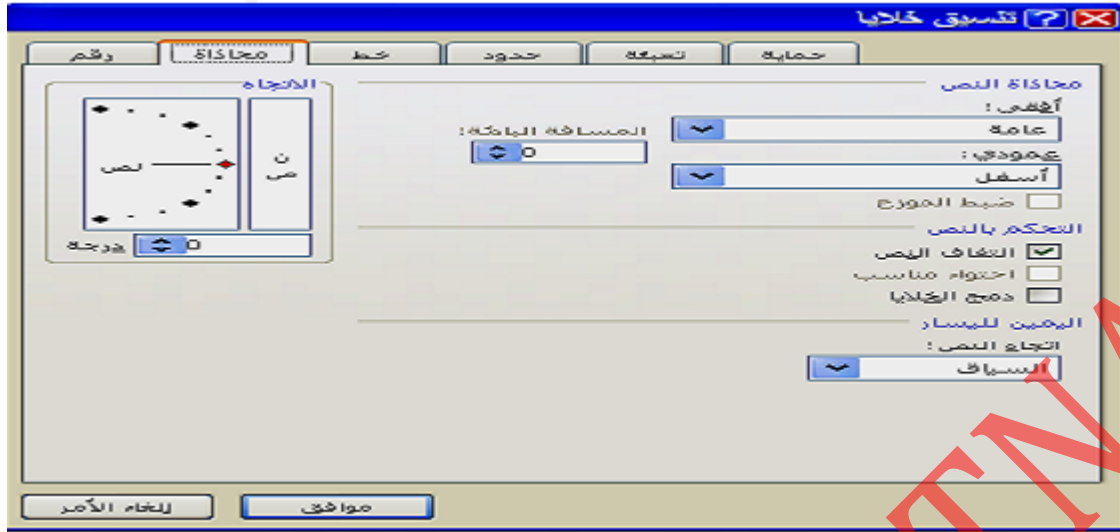 تنسيق خلايا
رقم
محاذاة
خط
حدود
تعبئة
حماية
محاذاة النص
أفقي:
عامة
المسافة البادئة:
0
عمودي:
أسفل
ضبط الموزع
التحكم بالنص
التفاف النص
احتواء مناسب
دمج الخلايا
اليمين لليسار
اتجاه النص:
السياق
الاتجاه
ن
ص
نص
0
درجة
موافق
إلغاء الأمر